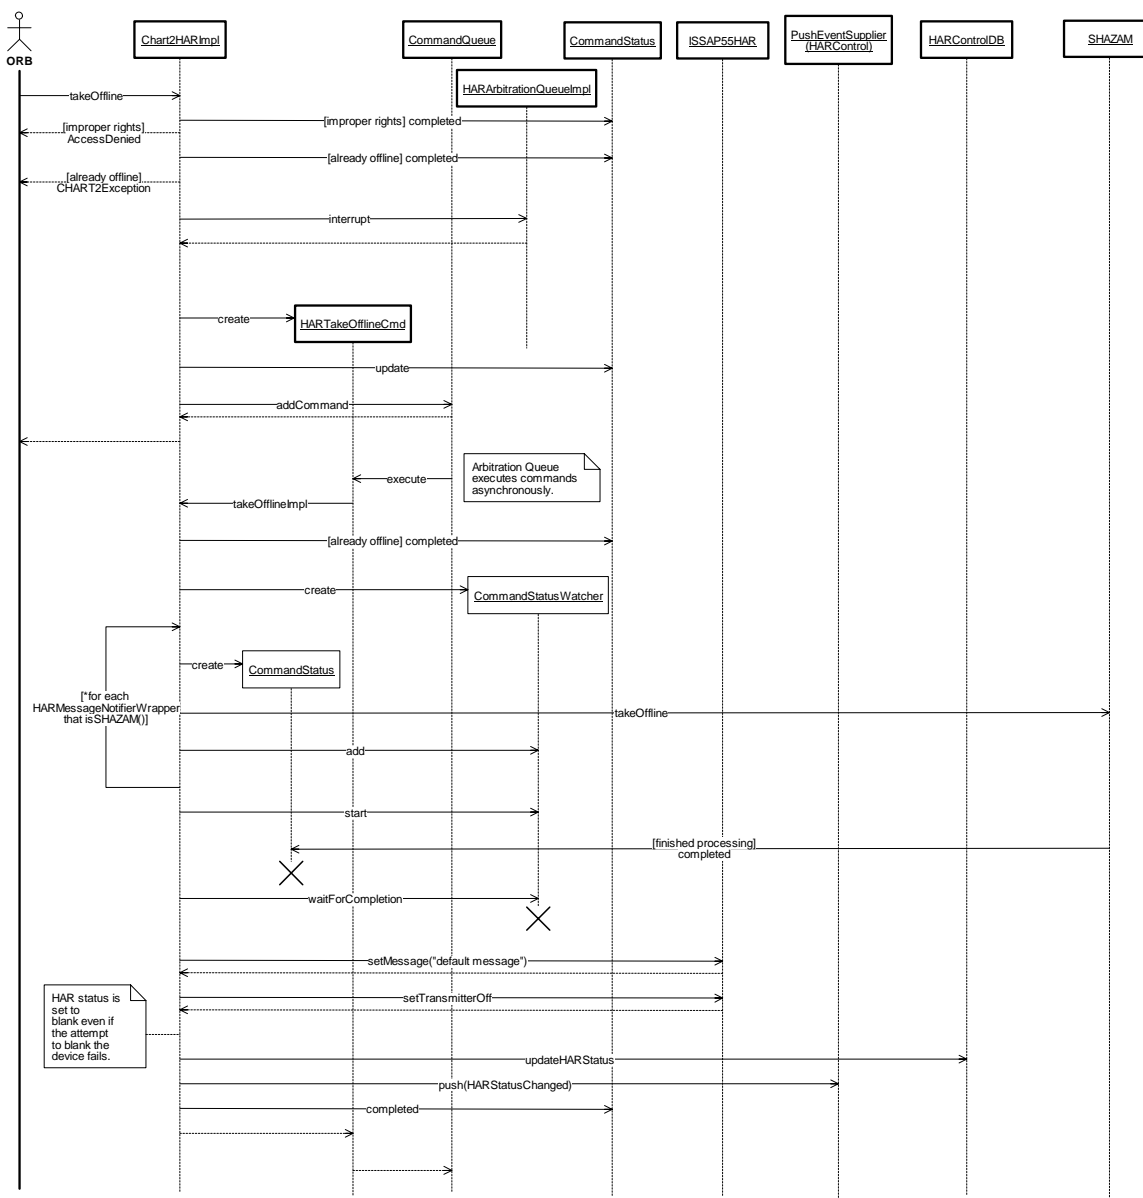 ORB
Chart2HARImpl
CommandQueue
CommandStatus
ISSAP55HAR
PushEventSupplier
(HARControl)
HARControlDB
SHAZAM
HARArbitrationQueueImpl
takeOffline
[improper rights] completed
[improper rights]
AccessDenied
[already offline] completed
[already offline]
CHART2Exception
interrupt
create
HARTakeOfflineCmd
update
addCommand
Arbitration Queue
executes commands
asynchronously.
execute
takeOfflineImpl
[already offline] completed
create
CommandStatusWatcher
create
CommandStatus
[*for each
HARMessageNotifierWrapper
that isSHAZAM()]
takeOffline
add
start
[finished processing]
completed
waitForCompletion
setMessage("default message")
setTransmitterOff
HAR status is
set to
blank even if
the attempt
to blank the
device fails.
updateHARStatus
push(HARStatusChanged)
completed